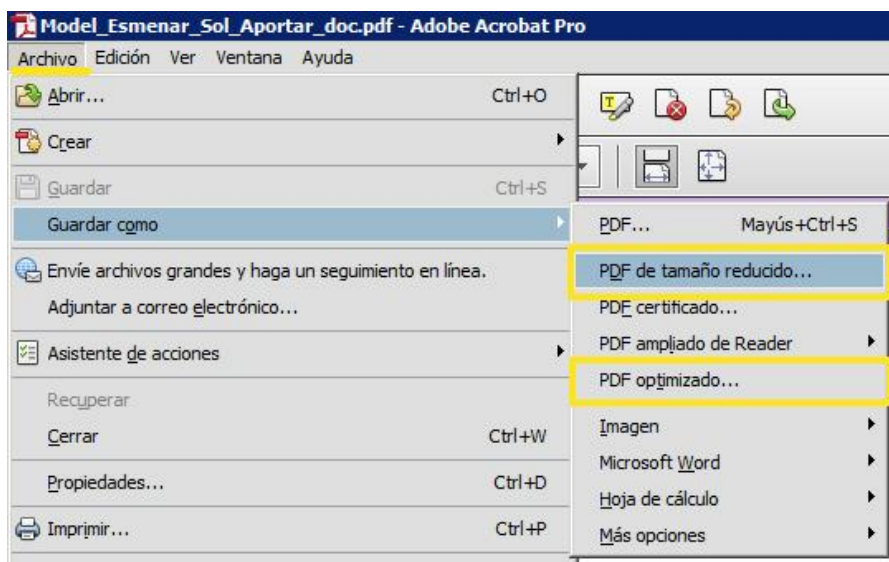 Model_Esmenar_Sol_Aportar_doc.pdf - Adobe Acrobat Pro
Archivo Edición Ver Ventana Ayuda
Abrir... Ctrl+O
Crear
Guardar Ctrl+S
Guardar como
Envíe archivos grandes y haga un seguimiento en línea.
Adjuntar a correo electrónico...
Asistente de acciones
Recuperar
Cerrar Ctrl+W
Propiedades... Ctrl+D
Imprimir... Ctrl+P
PDF... Mayús+Ctrl+S
PDF de tamaño reducido...
PDF certificado...
PDF ampliado de Reader
PDF optimizado...
Imagen
Microsoft Word
Hoja de cálculo
Más opciones